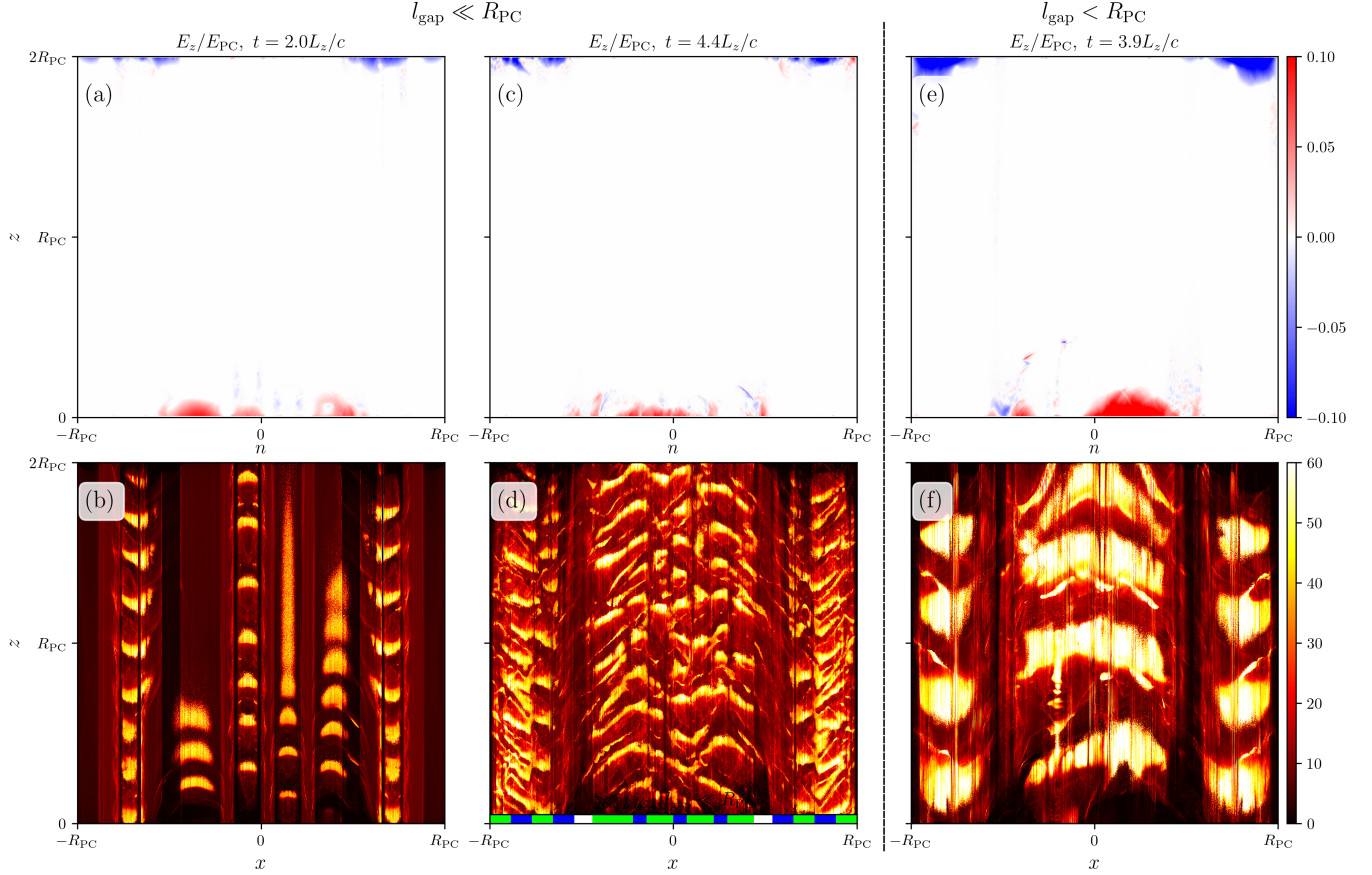 l_gap ≪ R_PC
l_gap < R_PC
E_z/E_PC, t = 2.0L_z/c
E_z/E_PC, t = 4.4L_z/c
E_z/E_PC, t = 3.9L_z/c
2R_PC
(a)
(c)
(e)
0.10
0.05
z
R_PC
0.00
−0.05
0
−0.10
−R_PC
0
R_PC
−R_PC
0
R_PC
−R_PC
0
R_PC
n
n
n
2R_PC
(b)
(d)
(f)
60
50
40
z
R_PC
30
20
10
0
0
−R_PC
0
R_PC
−R_PC
0
R_PC
−R_PC
0
R_PC
x
x
x